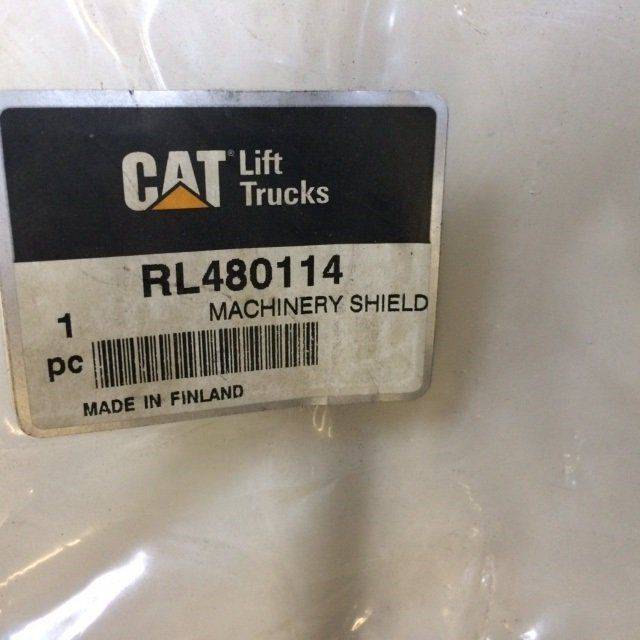 CAT® Lift
Trucks
RL480114
MACHINERY SHIELD
1
pc
MADE IN FINLAND